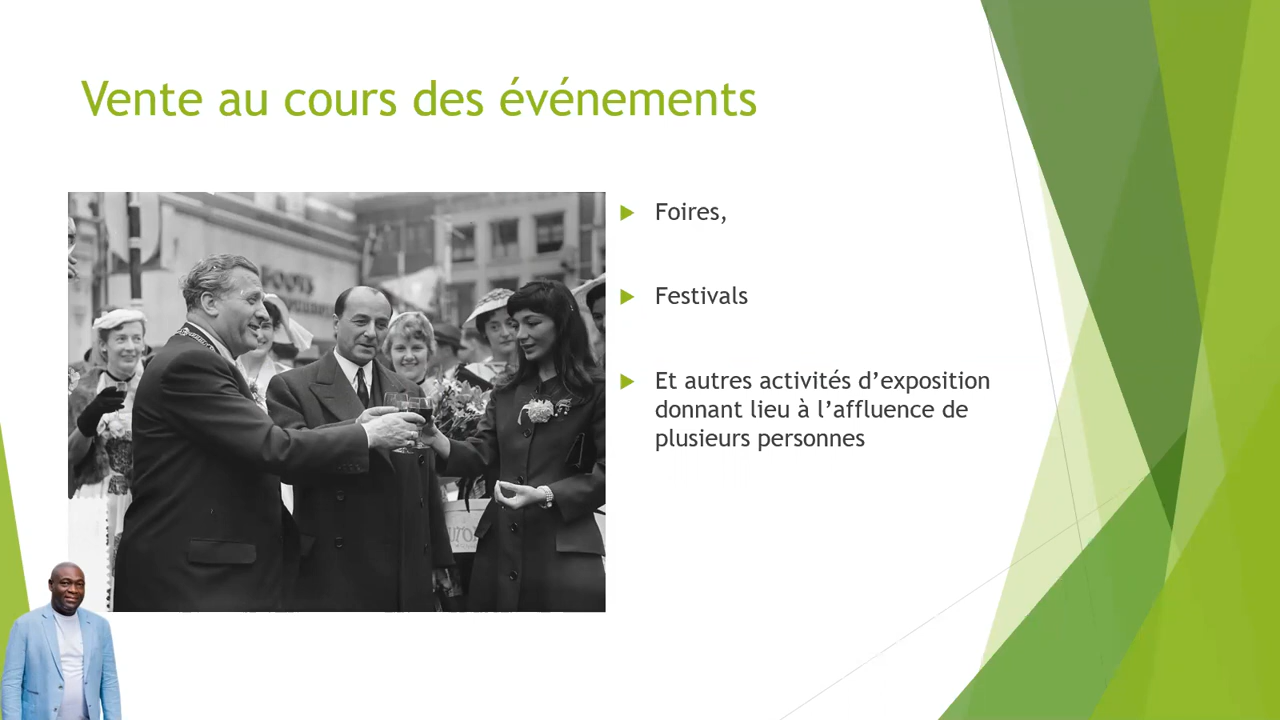 Vente au cours des événements
Foires,
Festivals
Et autres activités d’exposition
donnant lieu à l’affluence de
plusieurs personnes